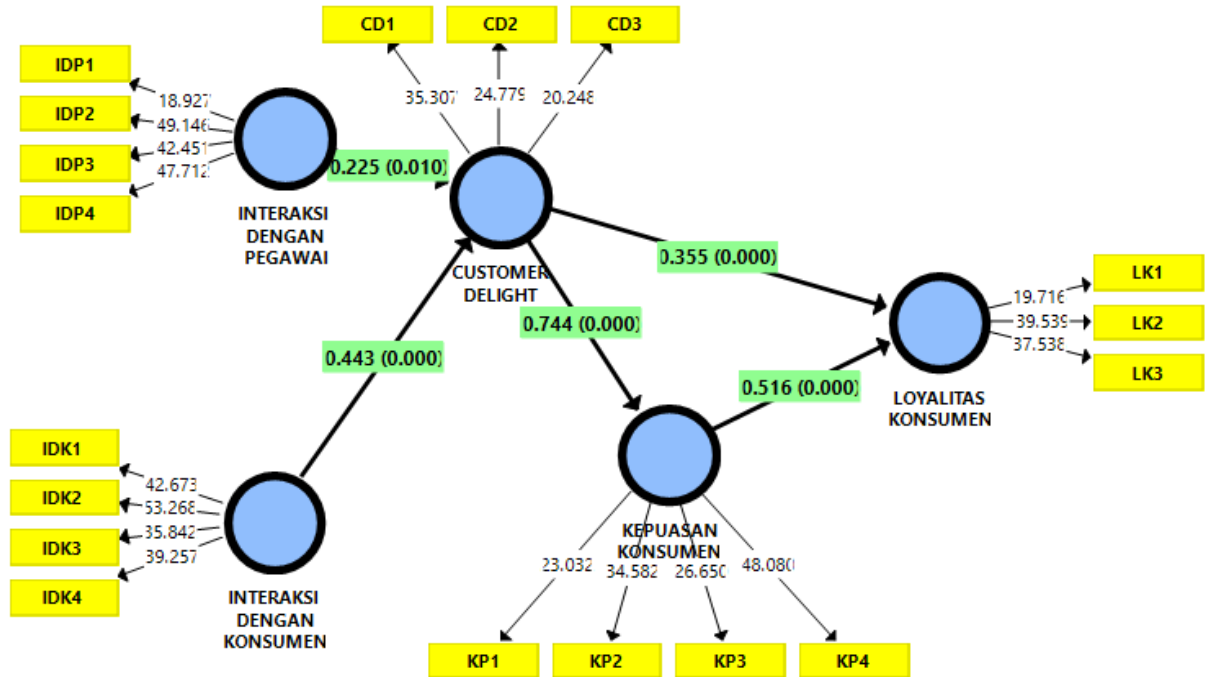 CD1
CD2
CD3
IDP1
IDP2
IDP3
IDP4
18.927
49.146
42.451
47.712
35.307
24.779
20.248
0.225 (0.010)
INTERAKSI
DENGAN
PEGAWAI
CUSTOMER
DELIGHT
0.355 (0.000)
0.744 (0.000)
0.443 (0.000)
0.516 (0.000)
19.716
39.539
37.538
LK1
LK2
LK3
LOYALITAS
KONSUMEN
IDK1
IDK2
IDK3
IDK4
42.673
53.268
35.842
39.257
INTERAKSI
DENGAN
KONSUMEN
KEPUASAN
KONSUMEN
23.032
34.582
26.650
48.080
KP1
KP2
KP3
KP4